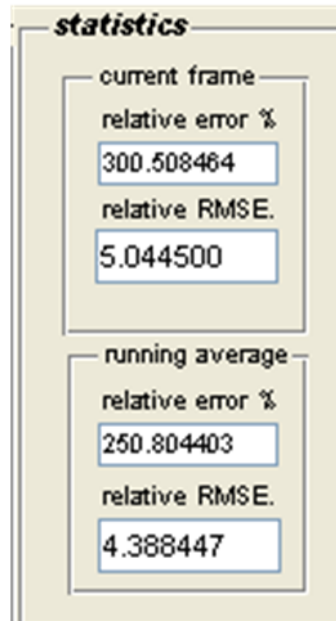 statistics
current frame
relative error %
300.508464
relative RMSE.
5.044500
running average
relative error %
250.804403
relative RMSE.
4.388447